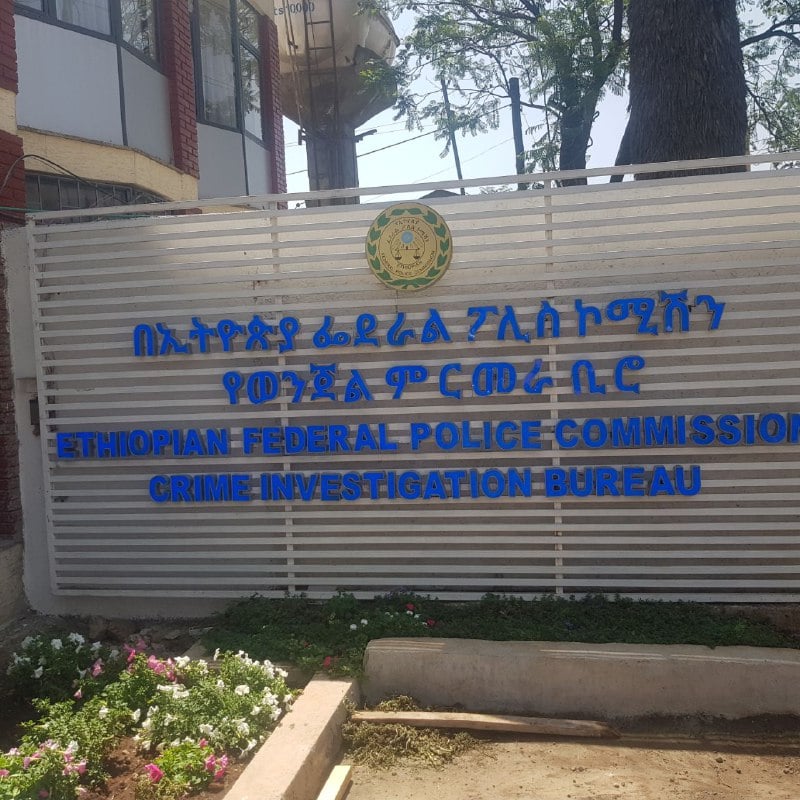 በኢትዮጵያ ፌደራል ፖሊስ ኮሚሽን
የወንጀል ምርመራ ቢሮ
ETHIOPIAN FEDERAL POLICE COMMISSION
CRIME INVESTIGATION BUREAU